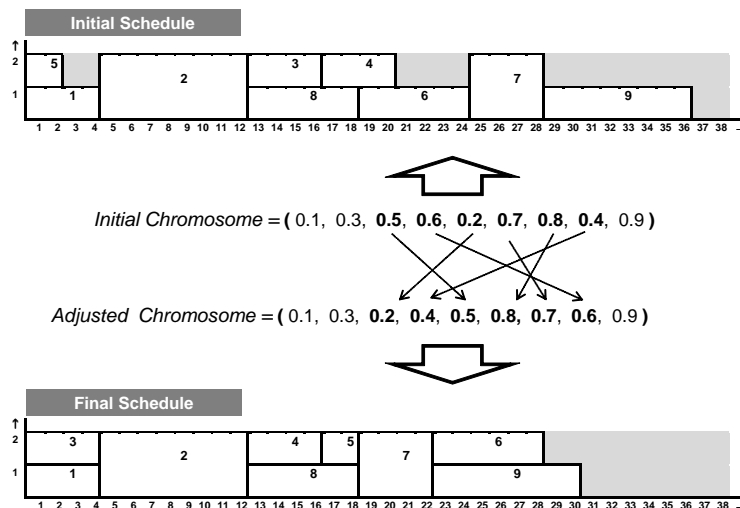 Initial Schedule
↑
2 5 3 4
2 7
1 1 8 6 9
1 2 3 4 5 6 7 8 9 10 11 12 13 14 15 16 17 18 19 20 21 22 23 24 25 26 27 28 29 30 31 32 33 34 35 36 37 38
Initial Chromosome = ( 0.1, 0.3, 0.5, 0.6, 0.2, 0.7, 0.8, 0.4, 0.9 )
Adjusted Chromosome = ( 0.1, 0.3, 0.2, 0.4, 0.5, 0.8, 0.7, 0.6, 0.9 )
Final Schedule
↑
2 3 4 5 6
2 7
1 1 8 9
1 2 3 4 5 6 7 8 9 10 11 12 13 14 15 16 17 18 19 20 21 22 23 24 25 26 27 28 29 30 31 32 33 34 35 36 37 38